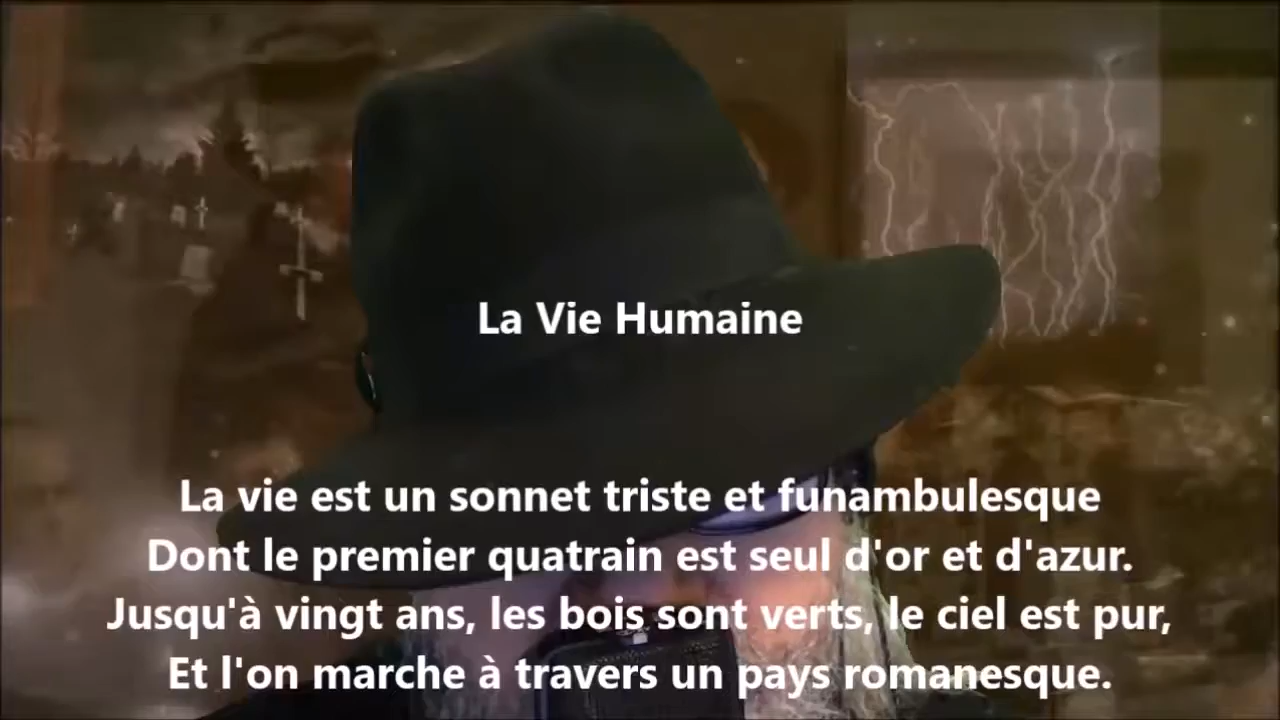 La Vie Humaine
La vie est un sonnet triste et funambulesque
Dont le premier quatrain est seul d'or et d'azur.
Jusqu'à vingt ans, les bois sont verts, le ciel est pur,
Et l'on marche à travers un pays romanesque.